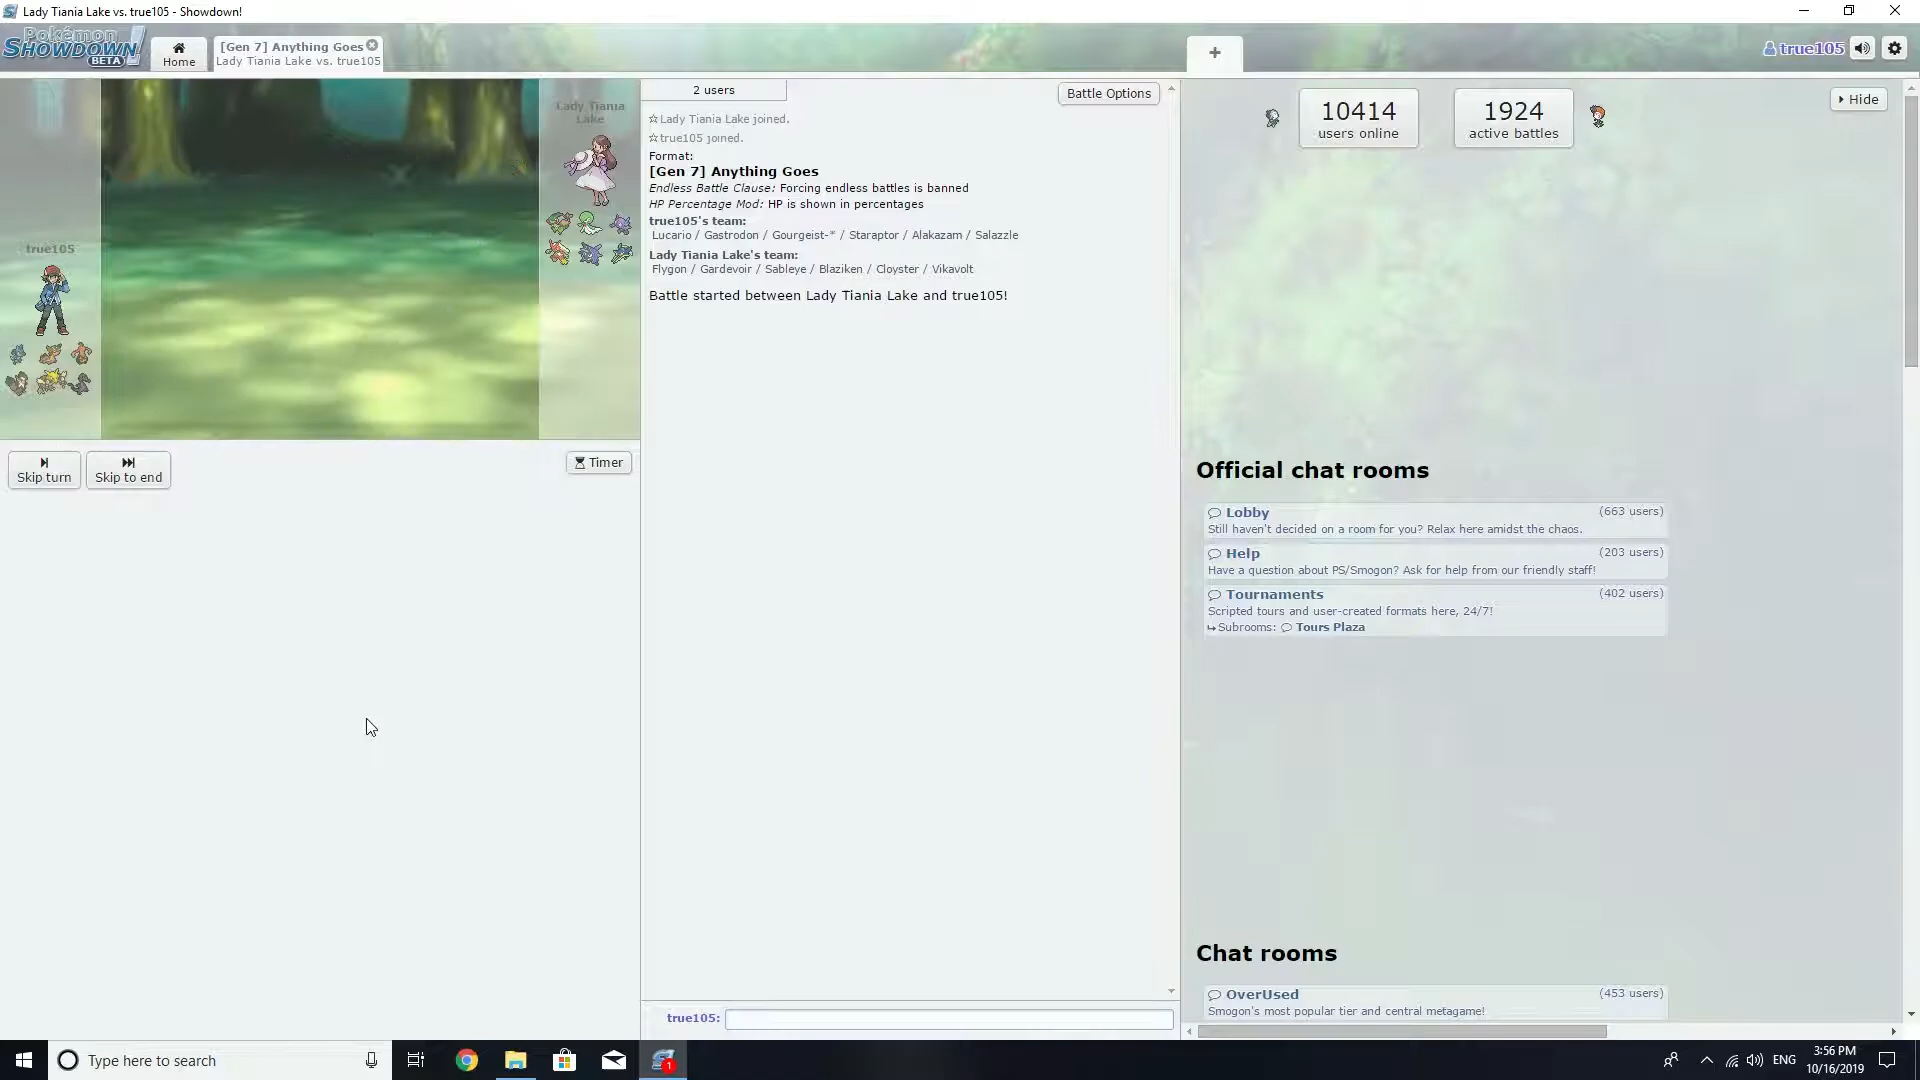 Lady Tiania Lake vs. true105 - Showdown!
Pokémon
SHOWDOWN!
BETA
Home
[Gen 7] Anything Goes
Lady Tiania Lake vs. true105
+
true105
Lady Tiania
Lake
true105
Skip turn
Skip to end
Timer
2 users
Battle Options
☆Lady Tiania Lake joined.
☆true105 joined.
Format:
[Gen 7] Anything Goes
Endless Battle Clause: Forcing endless battles is banned
HP Percentage Mod: HP is shown in percentages
true105's team:
Lucario / Gastrodon / Gourgeist-* / Staraptor / Alakazam / Salazzle
Lady Tiania Lake's team:
Flygon / Gardevoir / Sableye / Blaziken / Cloyster / Vikavolt
Battle started between Lady Tiania Lake and true105!
true105:
10414
users online
1924
active battles
Hide
Official chat rooms
Lobby (663 users)
Still haven't decided on a room for you? Relax here amidst the chaos.
Help (203 users)
Have a question about PS/Smogon? Ask for help from our friendly staff!
Tournaments (402 users)
Scripted tours and user-created formats here, 24/7!
Subrooms: Tours Plaza
Chat rooms
OverUsed (453 users)
Smogon's most popular tier and central metagame!
Type here to search
1
ENG
3:56 PM
10/16/2019